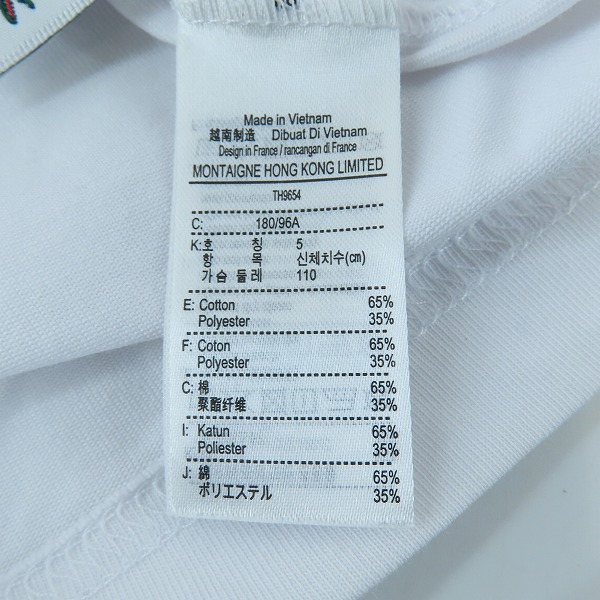 Made in Vietnam
越南制造 Dibuat Di Vietnam
Design in France / rancangan di France
MONTAIGNE HONG KONG LIMITED
TH9654
C: 180/96A
K: 호 칭 5
항 목 신체치수(㎝)
가슴 둘레 110
E: Cotton 65%
Polyester 35%
F: Coton 65%
Polyester 35%
C: 棉 65%
聚酯纤维 35%
I: Katun 65%
Poliester 35%
J: 綿 65%
ポリエステル 35%